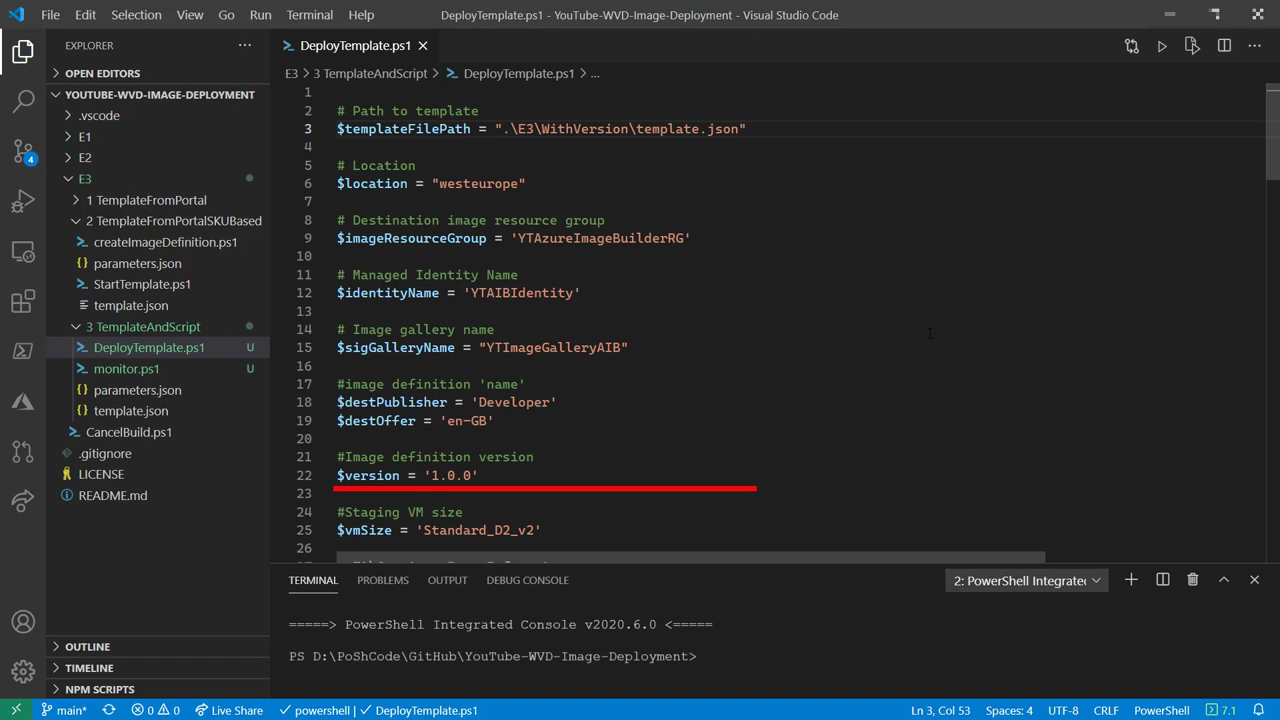 File Edit Selection View Go Run Terminal Help
DeployTemplate.ps1 - YouTube-WVD-Image-Deployment - Visual Studio Code
EXPLORER
OPEN EDITORS
YOUTUBE-WVD-IMAGE-DEPLOYMENT
.vscode
E1
E2
E3
1 TemplateFromPortal
2 TemplateFromPortalSKUBased
createImageDefinition.ps1
parameters.json
StartTemplate.ps1
template.json
3 TemplateAndScript
DeployTemplate.ps1 U
monitor.ps1 U
parameters.json
template.json
CancelBuild.ps1
.gitignore
LICENSE
README.md
OUTLINE
TIMELINE
NPM SCRIPTS
4
DeployTemplate.ps1
E3 > 3 TemplateAndScript > DeployTemplate.ps1 > ...
1
2 # Path to template
3 $templateFilePath = ".\E3\WithVersion\template.json"
4
5 # Location
6 $location = "westeurope"
7
8 # Destination image resource group
9 $imageResourceGroup = 'YTAzureImageBuilderRG'
10
11 # Managed Identity Name
12 $identityName = 'YTAIBIdentity'
13
14 # Image gallery name
15 $sigGalleryName = "YTImageGalleryAIB"
16
17 #image definition 'name'
18 $destPublisher = 'Developer'
19 $destOffer = 'en-GB'
20
21 #Image definition version
22 $version = '1.0.0'
23
24 #Staging VM size
25 $vmSize = 'Standard_D2_v2'
26
TERMINAL PROBLEMS OUTPUT DEBUG CONSOLE
2: PowerShell Integrated
=====> PowerShell Integrated Console v2020.6.0 <=====
PS D:\PoShCode\GitHub\YouTube-WVD-Image-Deployment>
main* 0 0 Live Share powershell | DeployTemplate.ps1 Ln 3, Col 53 Spaces: 4 UTF-8 CRLF PowerShell 7.1